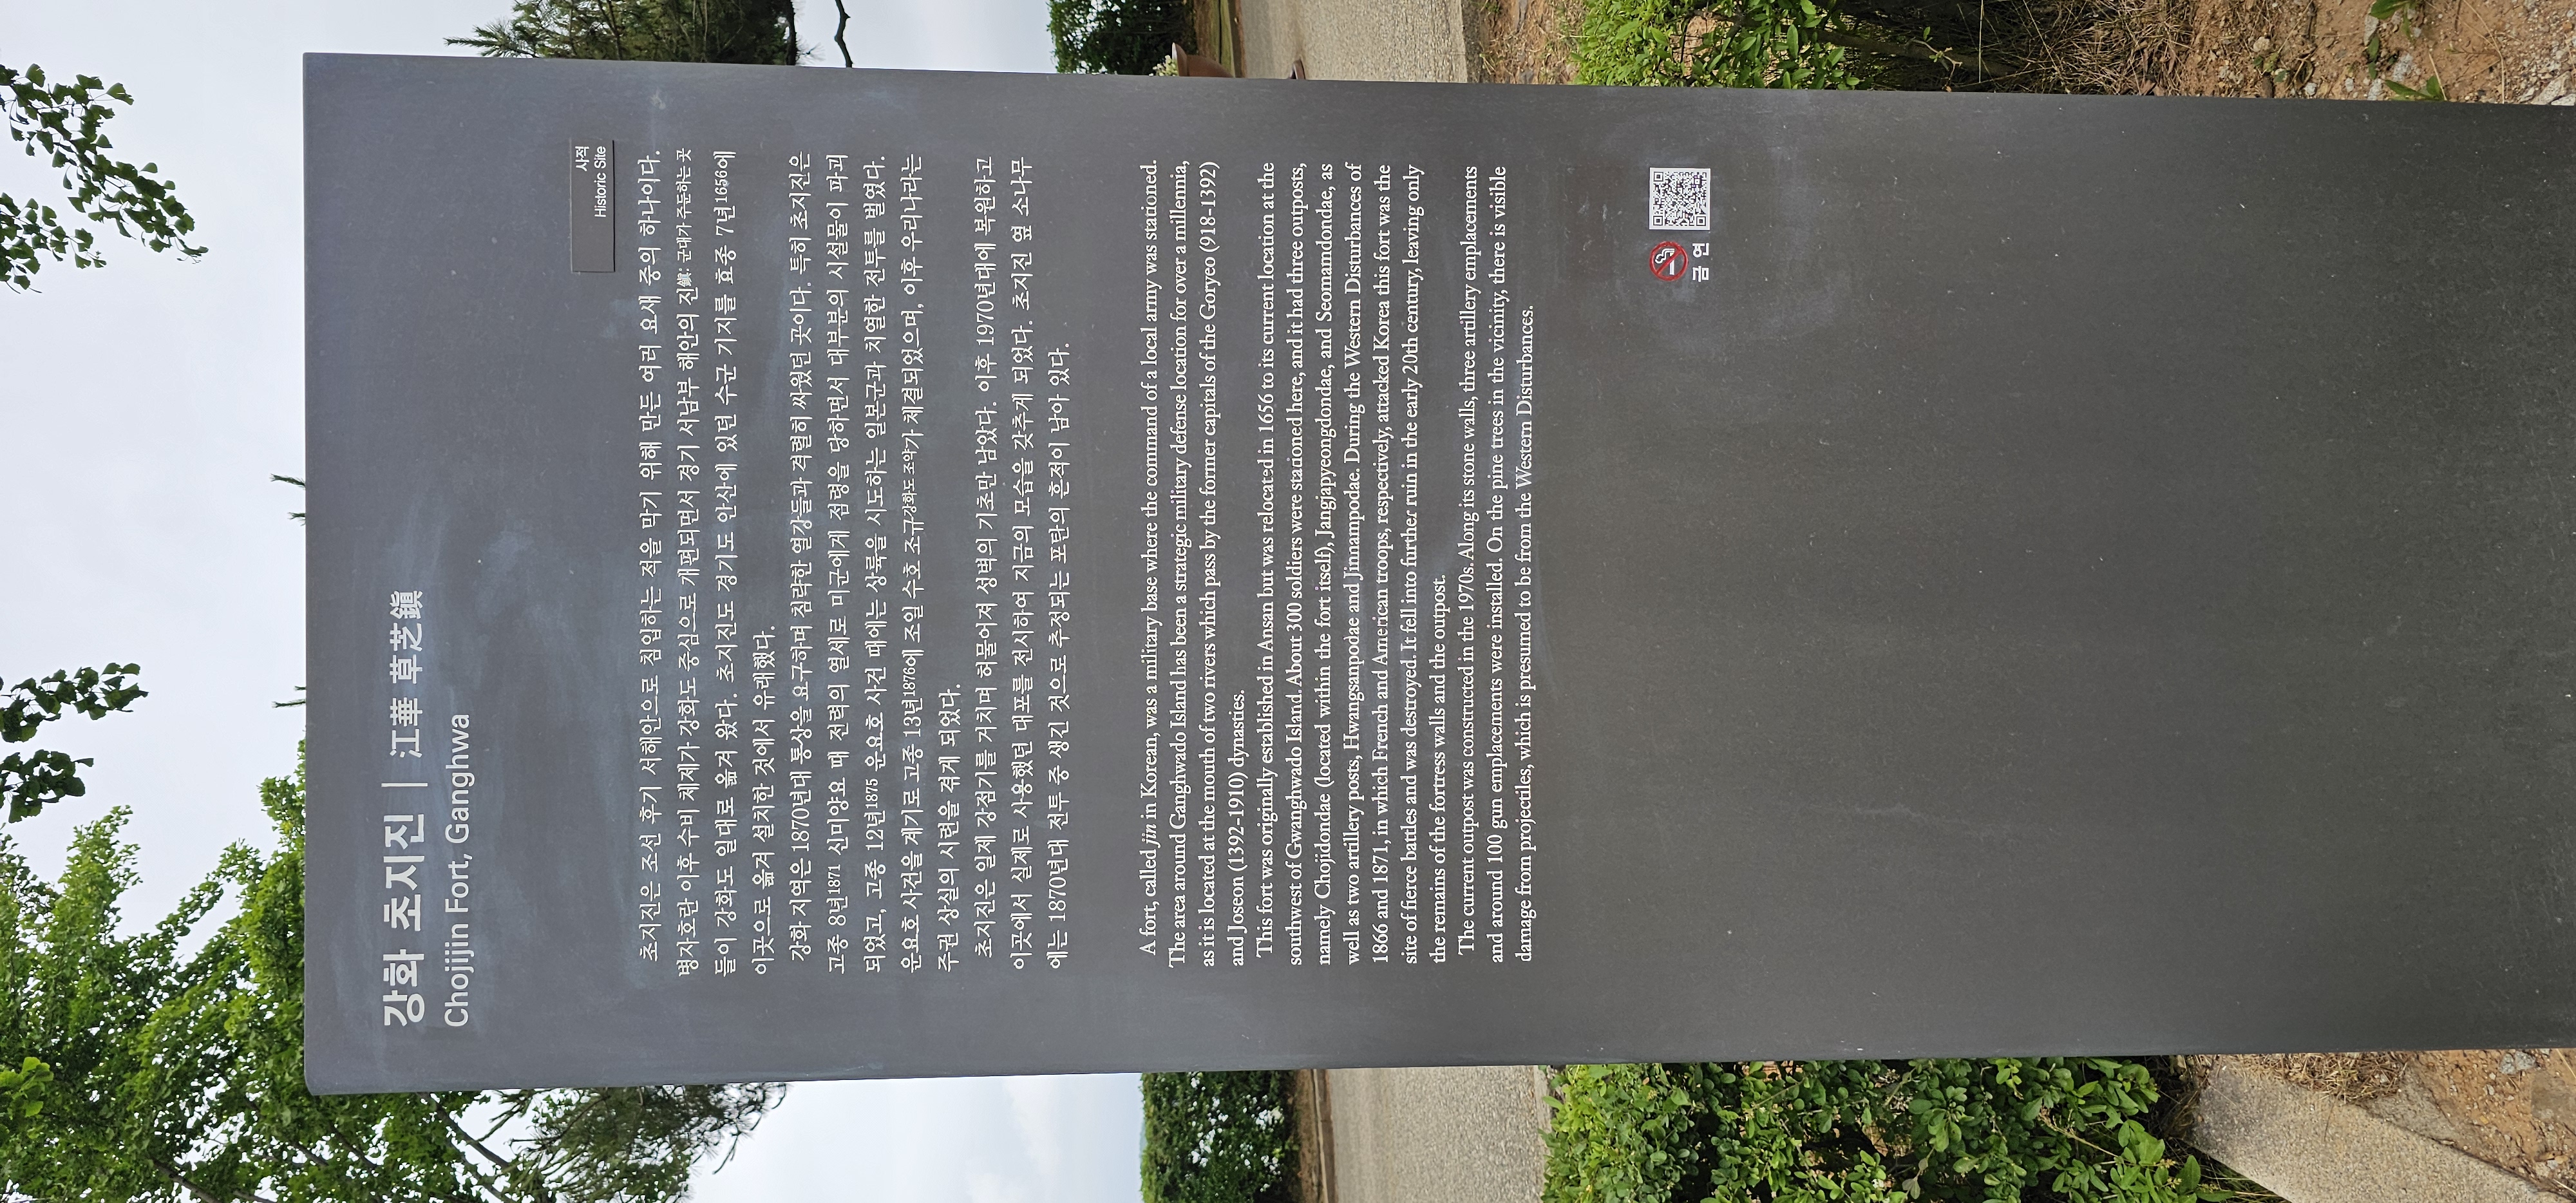 강화 초지진 | 江華 草芝鎭
Chojijin Fort, Ganghwa
사적
Historic Site
초지진은 조선 후기 서해안으로 침입하는 적을 막기 위해 만든 여러 요새 중의 하나이다.
병자호란 이후 수비 체제가 강화도 중심으로 개편되면서 경기 서남부 해안의 진鎭: 군대가 주둔하는 곳
들이 강화도 일대로 옮겨 왔다. 초지진도 경기도 안산에 있던 수군 기지를 효종 7년1656에
이곳으로 옮겨 설치한 것에서 유래했다.
강화 지역은 1870년대 통상을 요구하며 침략한 열강들과 격렬히 싸웠던 곳이다. 특히 초지진은
고종 8년1871 신미양요 때 전력의 열세로 미군에게 점령을 당하면서 대부분의 시설물이 파괴
되었고, 고종 12년1875 운요호 사건 때에는 상륙을 시도하는 일본군과 치열한 전투를 벌였다.
운요호 사건을 계기로 고종 13년1876에 조일 수호 조규강화도 조약가 체결되었으며, 이후 우리나라는
주권 상실의 시련을 겪게 되었다.
초지진은 일제 강점기를 거치며 허물어져 성벽의 기초만 남았다. 이후 1970년대에 복원하고
이곳에서 실제로 사용했던 대포를 전시하여 지금의 모습을 갖추게 되었다. 초지진 옆 소나무
에는 1870년대 전투 중 생긴 것으로 추정되는 포탄의 흔적이 남아 있다.
A fort, called jin in Korean, was a military base where the command of a local army was stationed.
The area around Ganghwado Island has been a strategic military defense location for over a millennia,
as it is located at the mouth of two rivers which pass by the former capitals of the Goryeo (918-1392)
and Joseon (1392-1910) dynasties.
This fort was originally established in Ansan but was relocated in 1656 to its current location at the
southwest of Gwanghwado Island. About 300 soldiers were stationed here, and it had three outposts,
namely Chojidondae (located within the fort itself), Jangjapyeongdondae, and Seomamdondae, as
well as two artillery posts, Hwangsanpodae and Jinnampodae. During the Western Disturbances of
1866 and 1871, in which French and American troops, respectively, attacked Korea this fort was the
site of fierce battles and was destroyed. It fell into further ruin in the early 20th century, leaving only
the remains of the fortress walls and the outpost.
The current outpost was constructed in the 1970s. Along its stone walls, three artillery emplacements
and around 100 gun emplacements were installed. On the pine trees in the vicinity, there is visible
damage from projectiles, which is presumed to be from the Western Disturbances.
금연